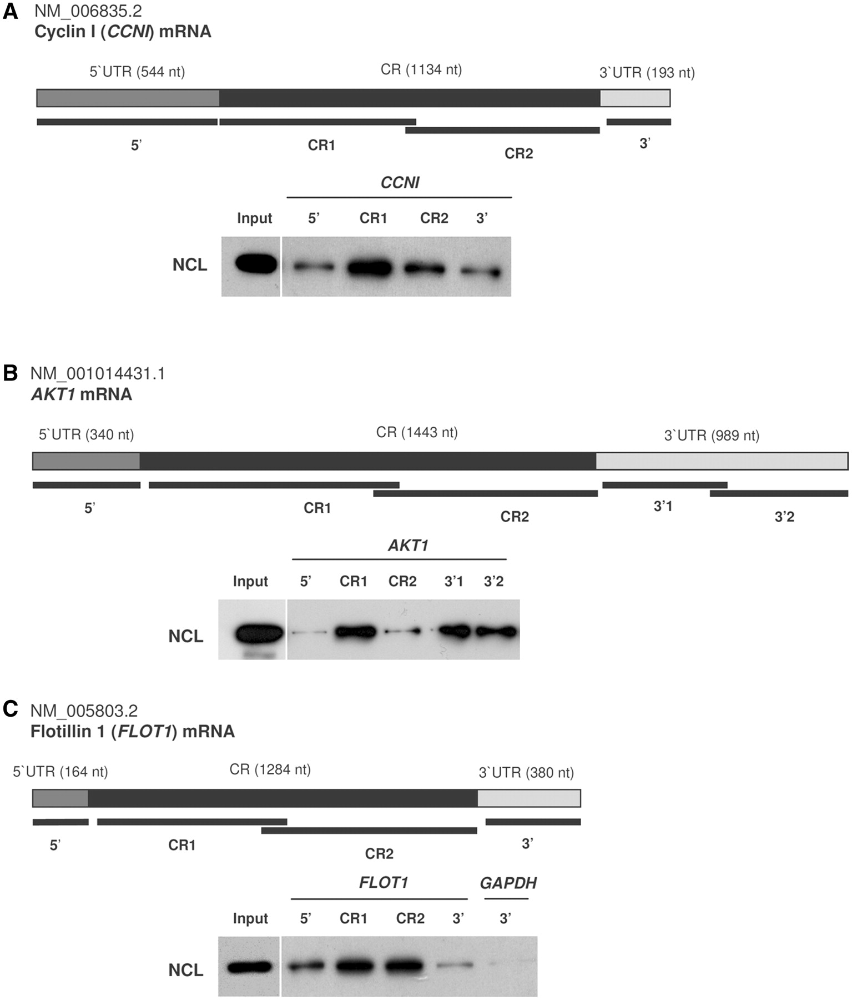 A NM_006835.2
Cyclin I (CCNI) mRNA
5`UTR (544 nt) CR (1134 nt) 3`UTR (193 nt)
5’ CR1 CR2 3’
CCNI
Input 5’ CR1 CR2 3’
NCL
B NM_001014431.1
AKT1 mRNA
5`UTR (340 nt) CR (1443 nt) 3`UTR (989 nt)
5’ CR1 CR2 3’1 3’2
AKT1
Input 5’ CR1 CR2 3’1 3’2
NCL
C NM_005803.2
Flotillin 1 (FLOT1) mRNA
5`UTR (164 nt) CR (1284 nt) 3`UTR (380 nt)
5’ CR1 CR2 3’
FLOT1 GAPDH
Input 5’ CR1 CR2 3’ 3’
NCL